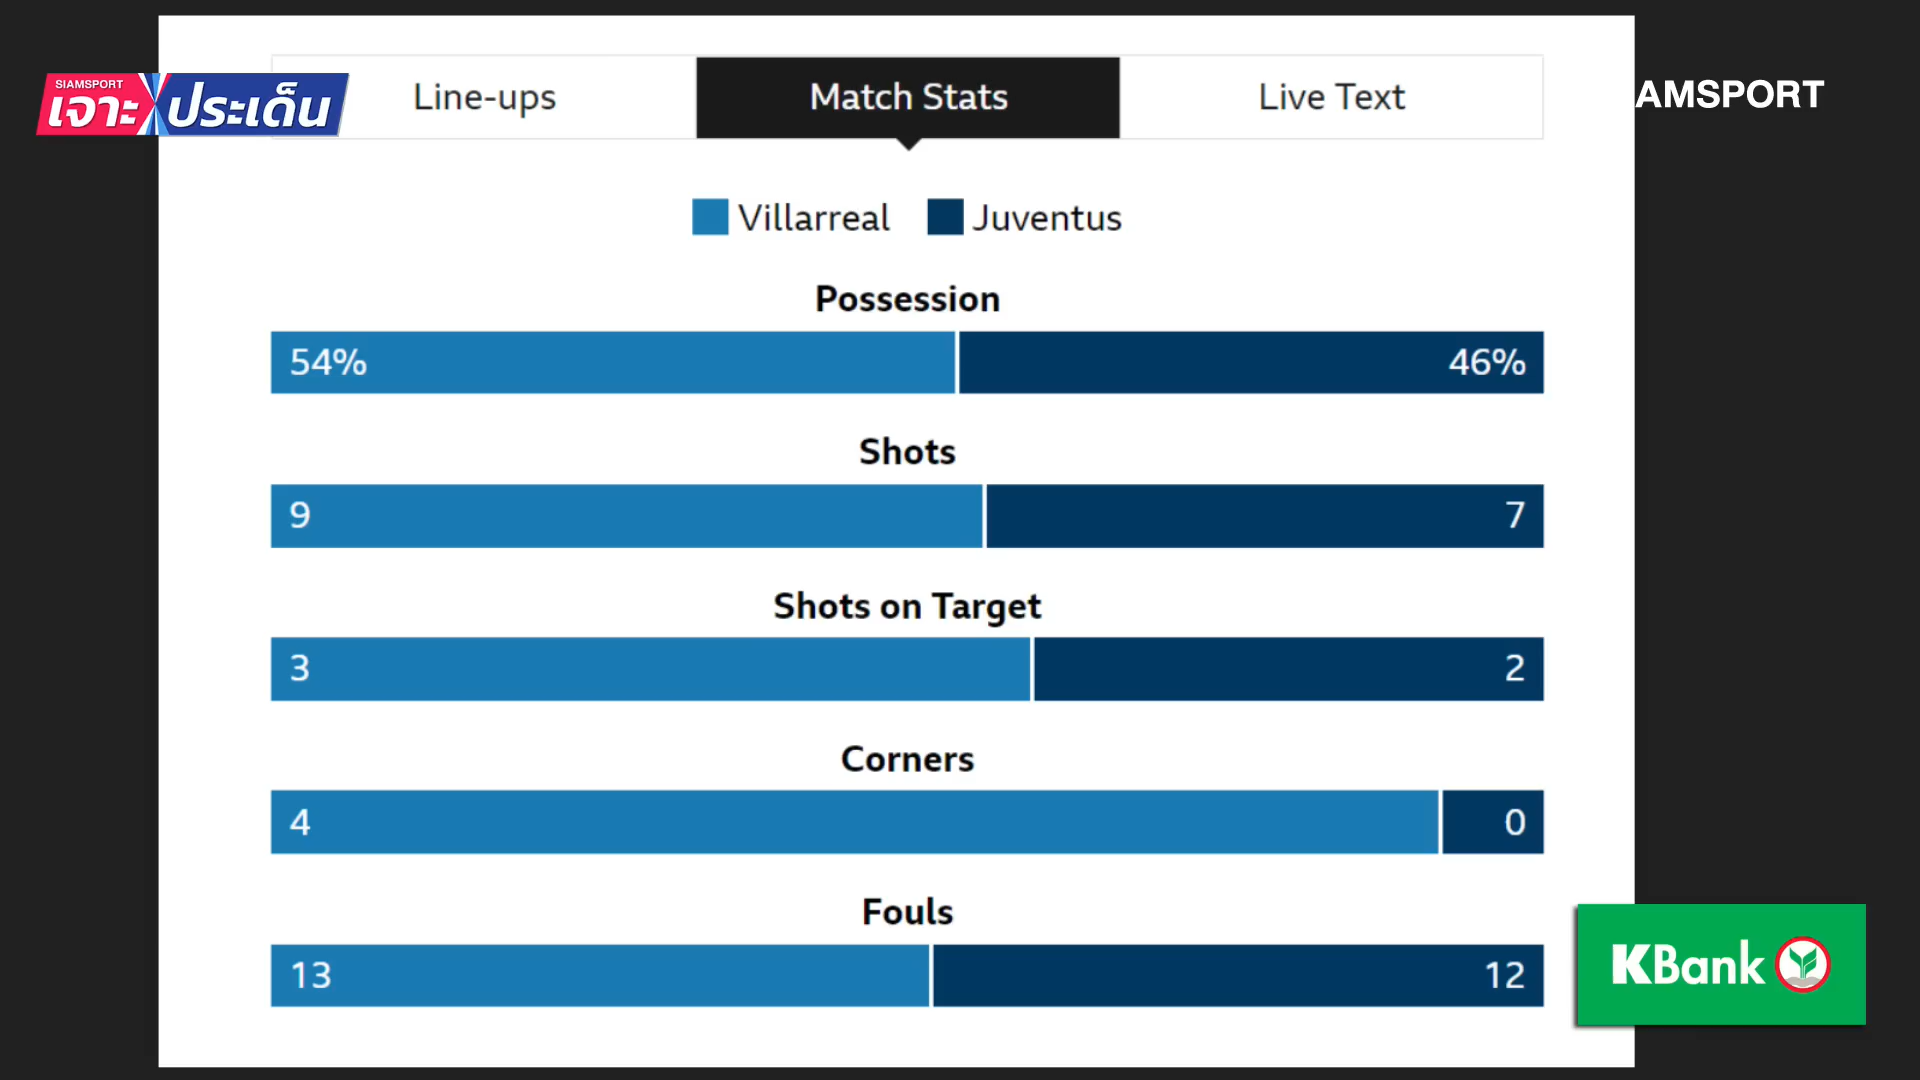 SIAMSPORT
เจาะประเด็น
Line-ups
Match Stats
Live Text
AMSPORT
Villarreal
Juventus
Possession
54%
46%
Shots
9
7
Shots on Target
3
2
Corners
4
0
Fouls
13
12
KBank